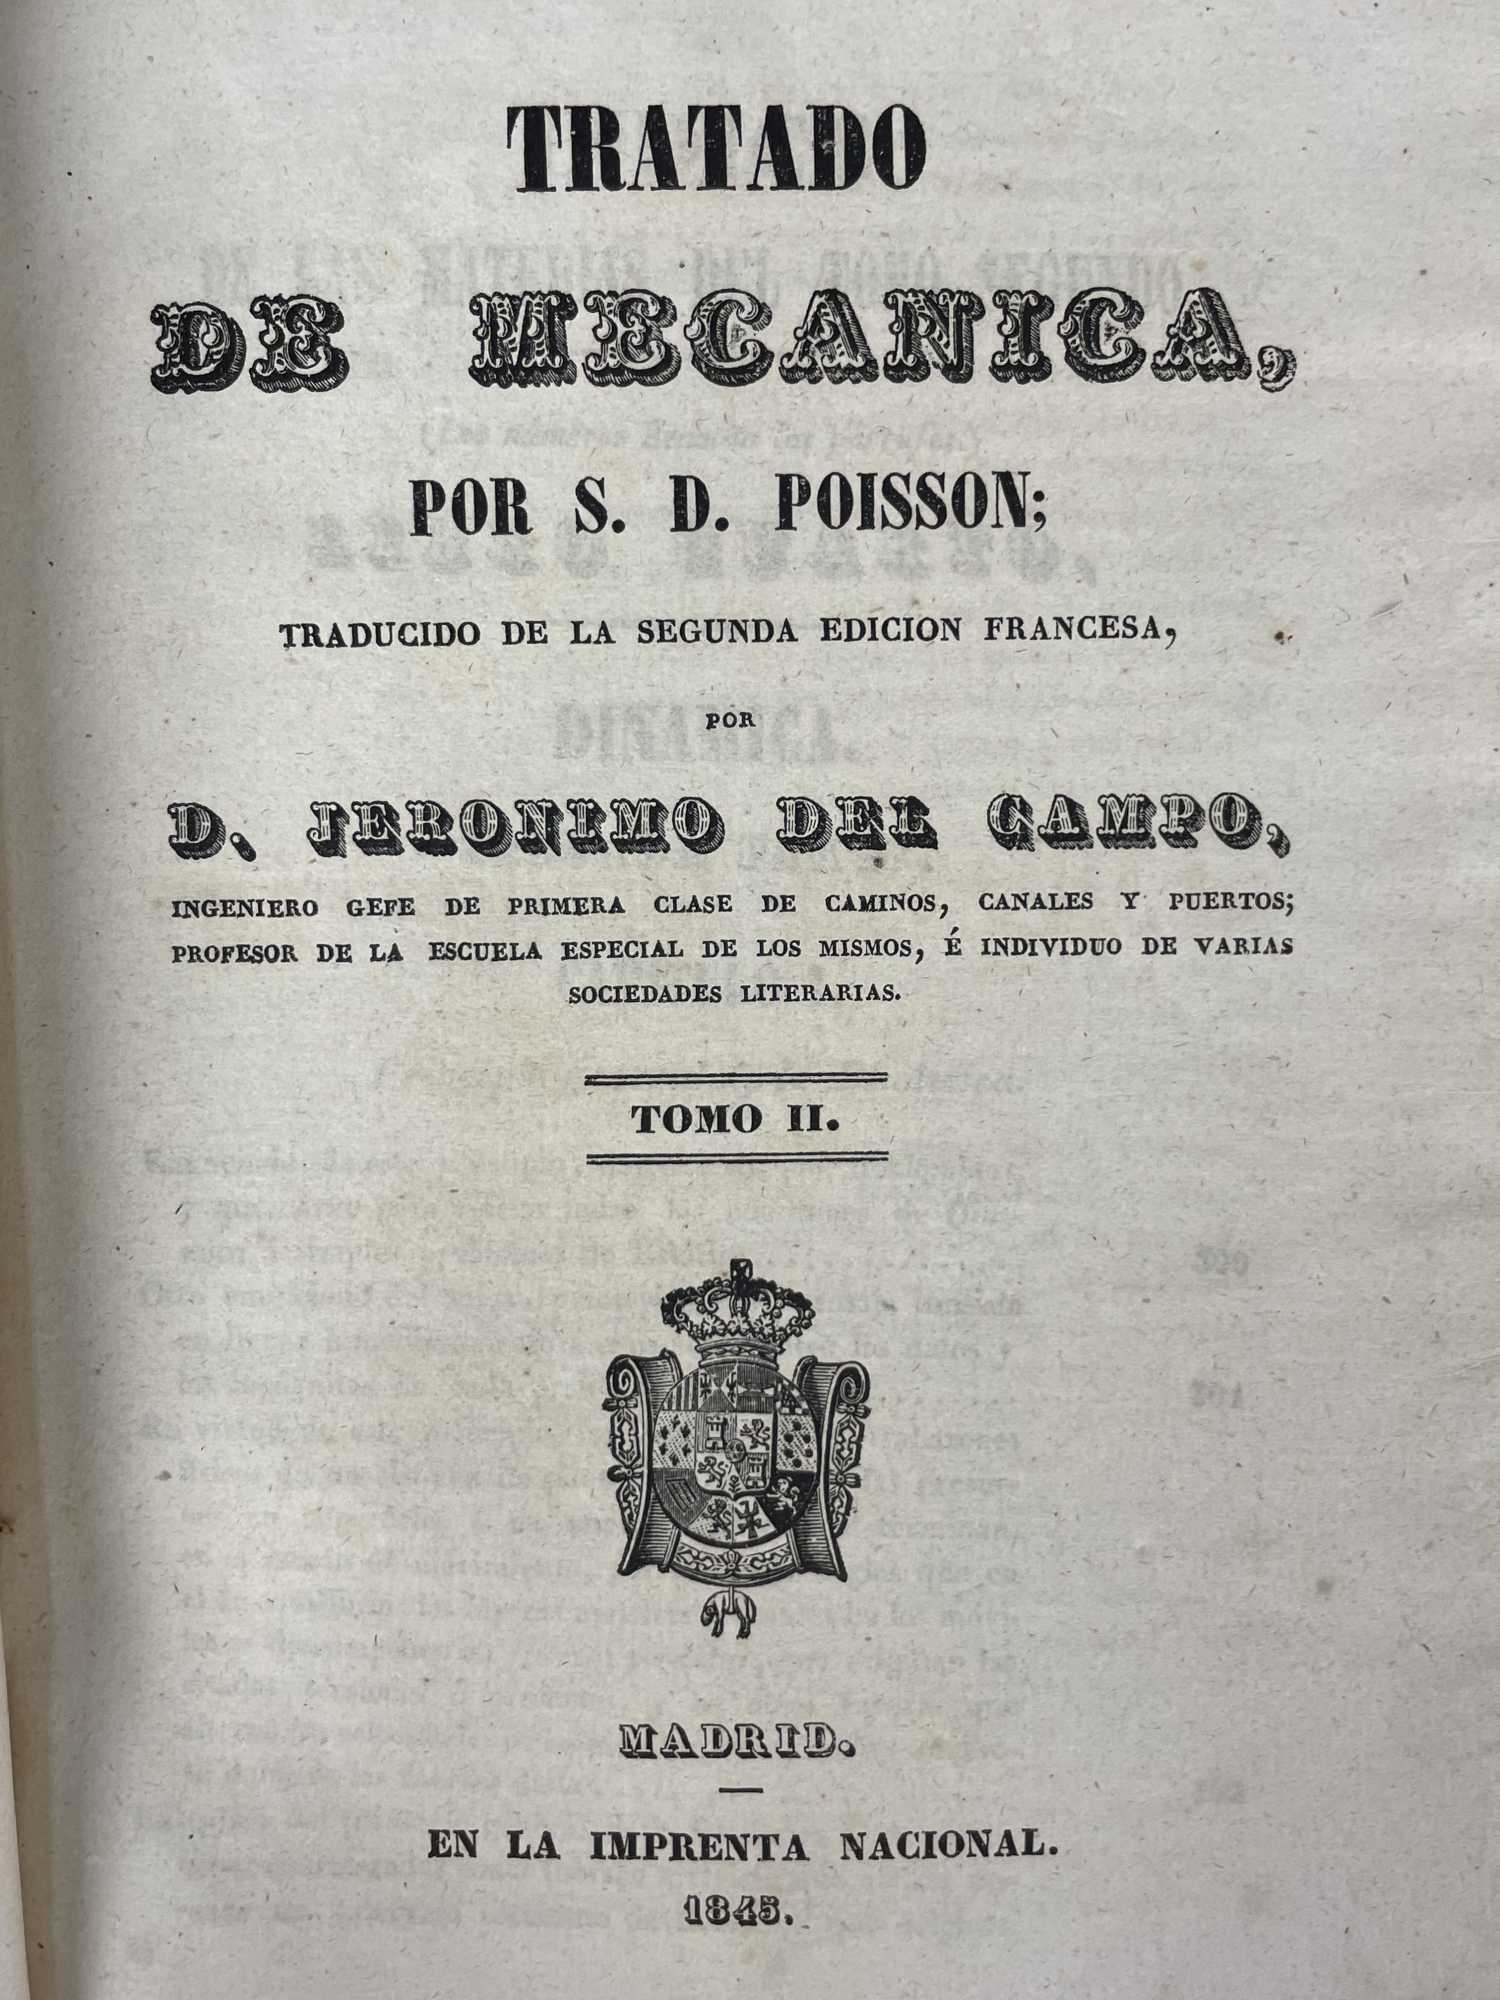 TRATADO
DE MECANICA,
POR S. D. POISSON;
TRADUCIDO DE LA SEGUNDA EDICION FRANCESA,
POR
D. JERONIMO DEL CAMPO,
INGENIERO GEFE DE PRIMERA CLASE DE CAMINOS, CANALES Y PUERTOS;
PROFESOR DE LA ESCUELA ESPECIAL DE LOS MISMOS, É INDIVIDUO DE VARIAS
SOCIEDADES LITERARIAS.
TOMO II.
MADRID.
EN LA IMPRENTA NACIONAL.
1845.